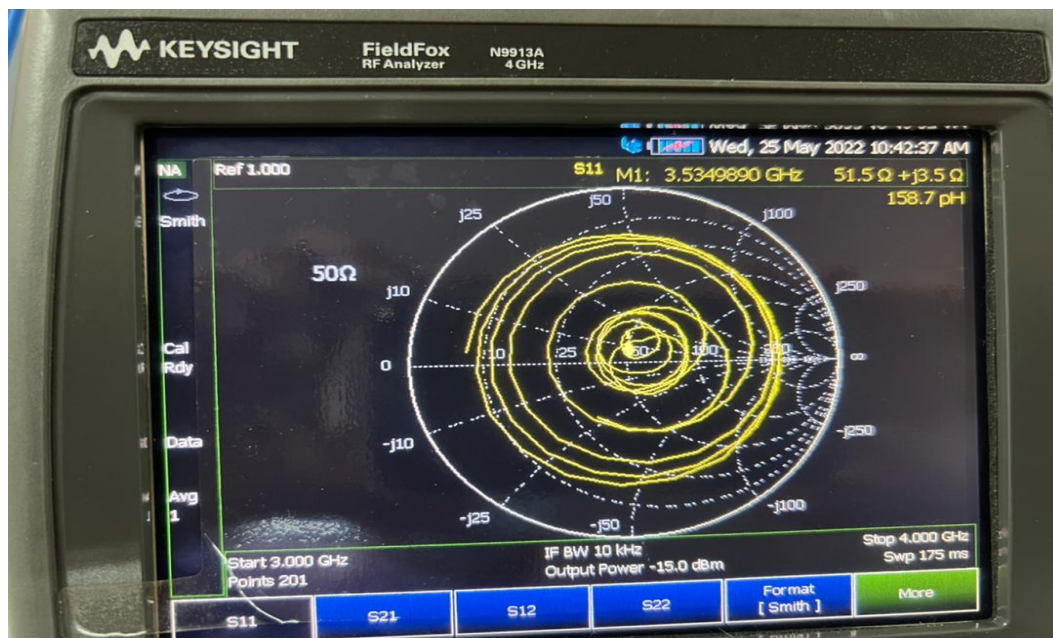 KEYSIGHT
FieldFox
RF Analyzer
N9913A
4 GHz
Wed, 25 May 2022 10:42:37 AM
NA
Ref 1.000
S11
M1: 3.5349890 GHz 51.5 Ω +j3.5 Ω
158.7 pH
Smith
50Ω
j10
j25
j50
j100
j250
0
10
25
50
100
250
∞
-j10
-j25
-j50
-j100
-j250
Cal
Rdy
Data
Avg
1
Start 3.000 GHz
Points 201
IF BW 10 kHz
Output Power -15.0 dBm
Stop 4.000 GHz
Swp 175 ms
S11
S21
S12
S22
Format
[ Smith ]
More